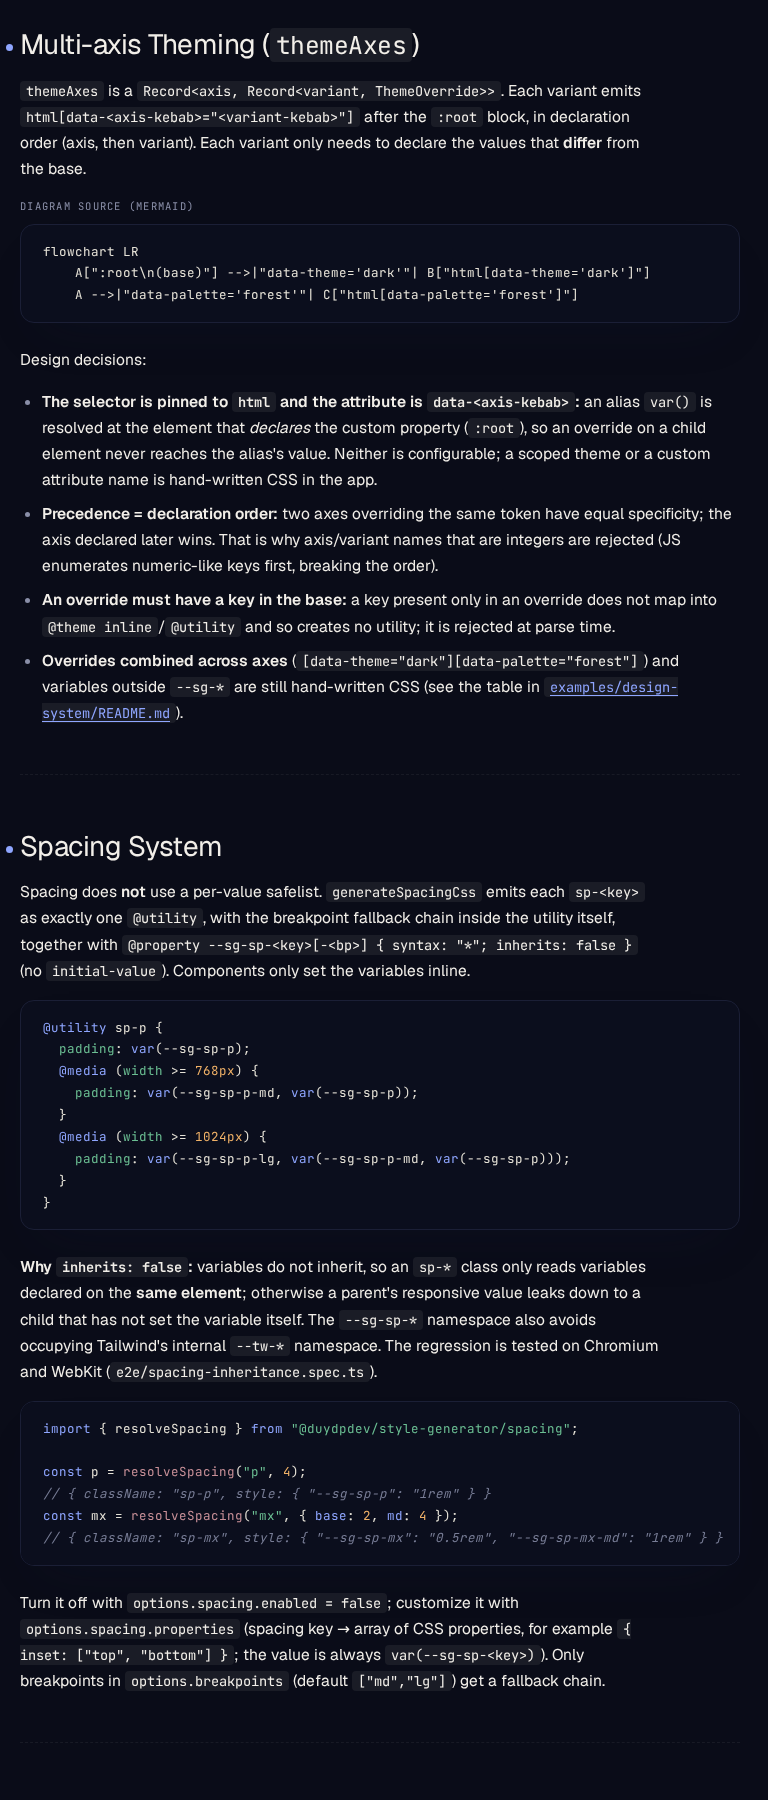 Multi-axis Theming (themeAxes)
themeAxes is a Record<axis, Record<variant, ThemeOverride>>. Each variant emits
html[data-<axis-kebab>="<variant-kebab>"] after the :root block, in declaration
order (axis, then variant). Each variant only needs to declare the values that differ from
the base.
DIAGRAM SOURCE (MERMAID)
flowchart LR
    A[":root\n(base)"] -->|"data-theme='dark'"| B["html[data-theme='dark']"]
    A -->|"data-palette='forest'"| C["html[data-palette='forest']"]
Design decisions:
• The selector is pinned to html and the attribute is data-<axis-kebab>: an alias var() is
resolved at the element that declares the custom property (:root), so an override on a child
element never reaches the alias's value. Neither is configurable; a scoped theme or a custom
attribute name is hand-written CSS in the app.
• Precedence = declaration order: two axes overriding the same token have equal specificity; the
axis declared later wins. That is why axis/variant names that are integers are rejected (JS
enumerates numeric-like keys first, breaking the order).
• An override must have a key in the base: a key present only in an override does not map into
@theme inline/@utility and so creates no utility; it is rejected at parse time.
• Overrides combined across axes ([data-theme="dark"][data-palette="forest"]) and
variables outside --sg-* are still hand-written CSS (see the table in examples/design-
system/README.md).
Spacing System
Spacing does not use a per-value safelist. generateSpacingCss emits each sp-<key>
as exactly one @utility, with the breakpoint fallback chain inside the utility itself,
together with @property --sg-sp-<key>[-<bp>] { syntax: "*"; inherits: false }
(no initial-value). Components only set the variables inline.
@utility sp-p {
  padding: var(--sg-sp-p);
  @media (width >= 768px) {
    padding: var(--sg-sp-p-md, var(--sg-sp-p));
  }
  @media (width >= 1024px) {
    padding: var(--sg-sp-p-lg, var(--sg-sp-p-md, var(--sg-sp-p)));
  }
}
Why inherits: false: variables do not inherit, so an sp-* class only reads variables
declared on the same element; otherwise a parent's responsive value leaks down to a
child that has not set the variable itself. The --sg-sp-* namespace also avoids
occupying Tailwind's internal --tw-* namespace. The regression is tested on Chromium
and WebKit (e2e/spacing-inheritance.spec.ts).
import { resolveSpacing } from "@duydpdev/style-generator/spacing";
const p = resolveSpacing("p", 4);
// { className: "sp-p", style: { "--sg-sp-p": "1rem" } }
const mx = resolveSpacing("mx", { base: 2, md: 4 });
// { className: "sp-mx", style: { "--sg-sp-mx": "0.5rem", "--sg-sp-mx-md": "1rem" } }
Turn it off with options.spacing.enabled = false; customize it with
options.spacing.properties (spacing key → array of CSS properties, for example {
inset: ["top", "bottom"] }; the value is always var(--sg-sp-<key>)). Only
breakpoints in options.breakpoints (default ["md","lg"]) get a fallback chain.